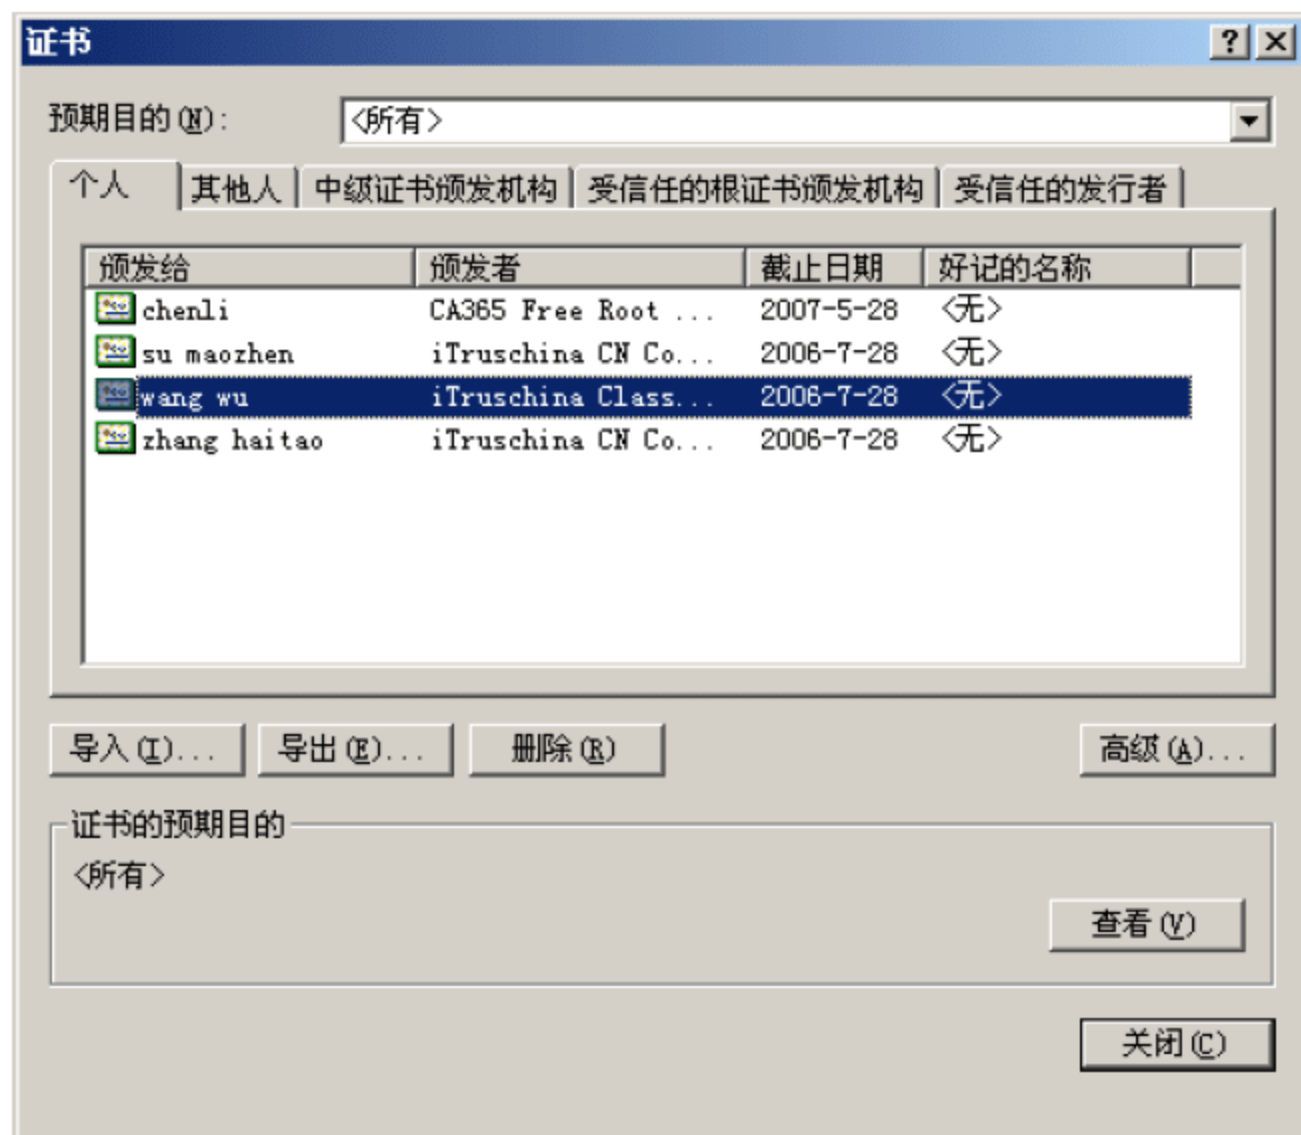 证书
预期目的(N): <所有>
个人 其他人 中级证书颁发机构 受信任的根证书颁发机构 受信任的发行者
颁发给 颁发者 截止日期 好记的名称
chenli CA365 Free Root ... 2007-5-28 <无>
su maozhen iTruschina CN Co... 2006-7-28 <无>
wang wu iTruschina Class... 2006-7-28 <无>
zhang haitao iTruschina CN Co... 2006-7-28 <无>
导入(I)... 导出(E)... 删除(R) 高级(A)...
证书的预期目的
<所有>
查看(V)
关闭(C)